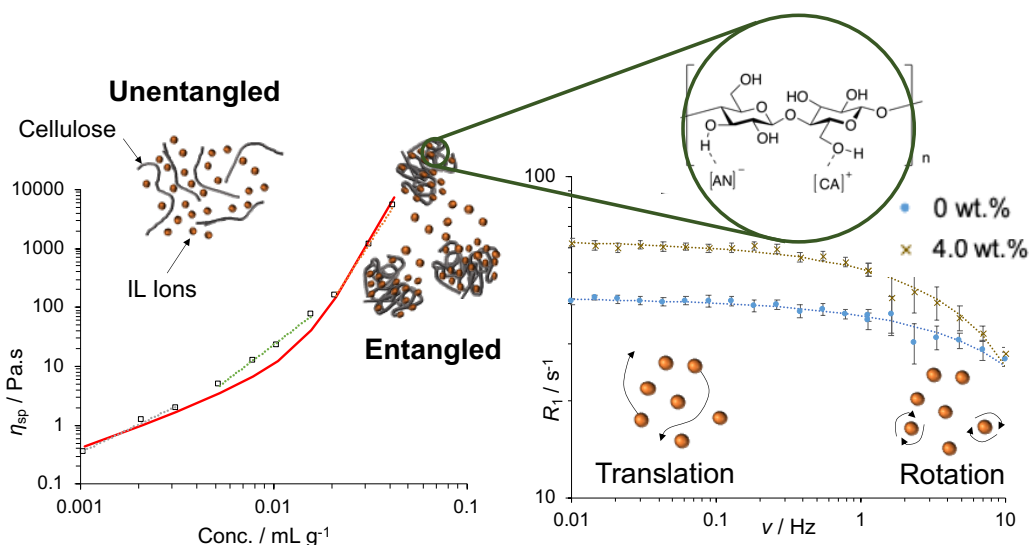 Unentangled
Cellulose
IL Ions
Entangled
10000
1000
100
10
1
0.1
0.001
0.01
0.1
η_sp / Pa.s
Conc. / mL g⁻¹
OH
O
HO
OH
O
OH
O
H
HO
O
O
O
H
n
[AN]⁻
[CA]⁺
0 wt.%
4.0 wt.%
100
10
R₁ / s⁻¹
Translation
Rotation
0.01
0.1
1
10
ν / Hz